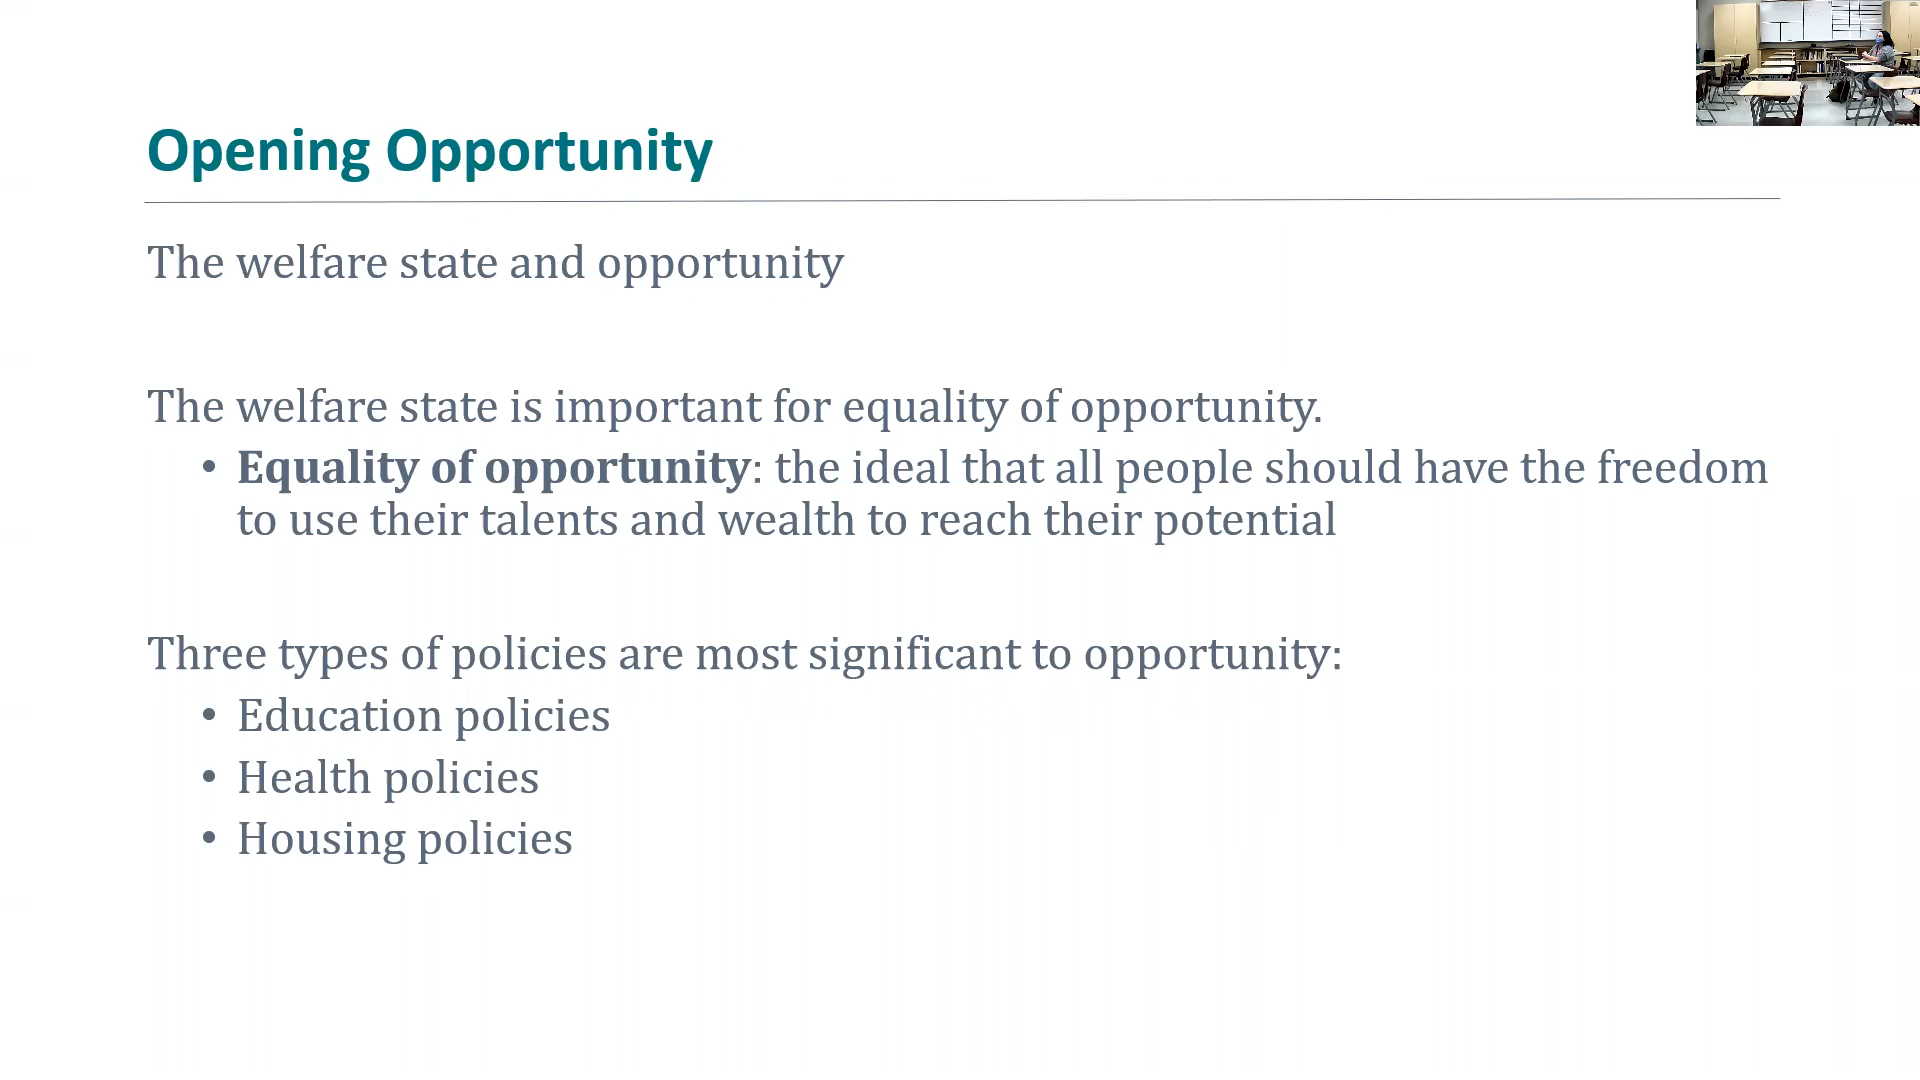 Opening Opportunity
The welfare state and opportunity
The welfare state is important for equality of opportunity.
• Equality of opportunity: the ideal that all people should have the freedom
to use their talents and wealth to reach their potential
Three types of policies are most significant to opportunity:
• Education policies
• Health policies
• Housing policies